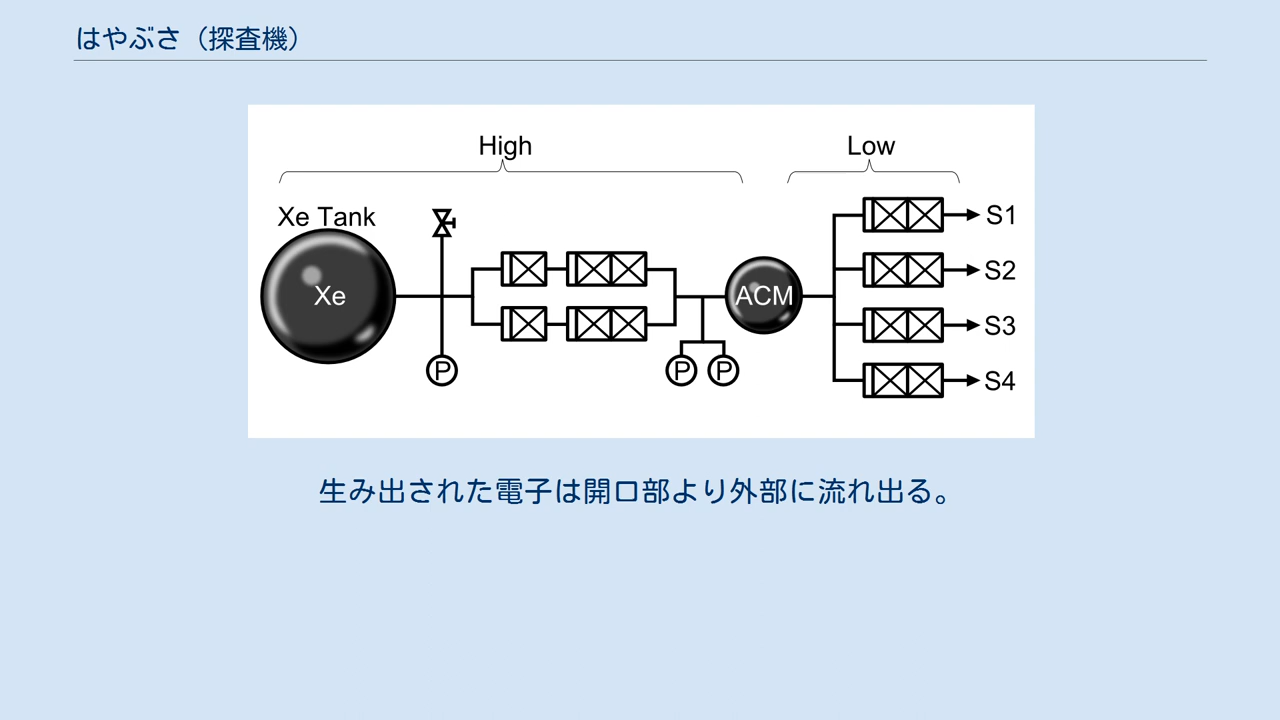 はやぶさ（探査機）
High
Low
Xe Tank
Xe
ACM
P
P
P
S1
S2
S3
S4
生み出された電子は開口部より外部に流れ出る。